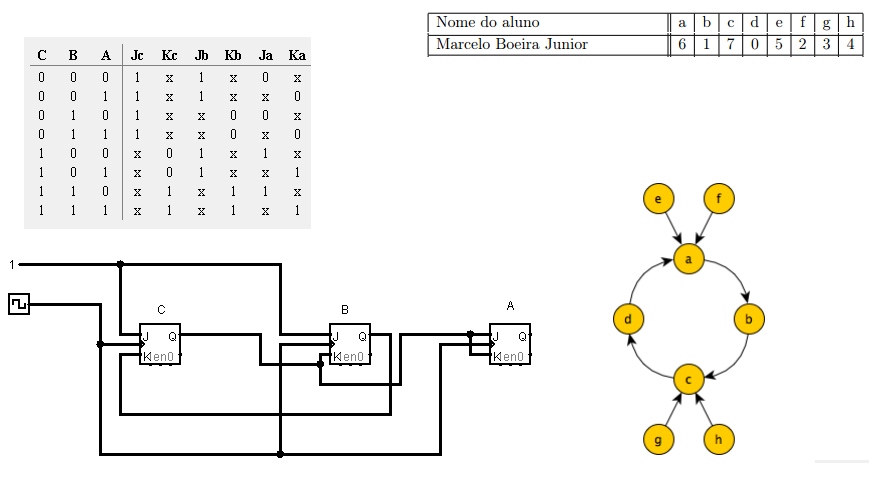 Nome do aluno a b c d e f g h
Marcelo Boeira Junior 6 1 7 0 5 2 3 4
C B A Jc Kc Jb Kb Ja Ka
0 0 0 1 x 1 x 0 x
0 0 1 1 x 1 x x 0
0 1 0 1 x x 0 0 x
0 1 1 1 x x 0 x 0
1 0 0 x 0 1 x 1 x
1 0 1 x 0 1 x x 1
1 1 0 x 1 x 1 1 x
1 1 1 x 1 x 1 x 1
e f
a
d b
c
g h
1
C B A
J Q J Q J Q
Ken0 Ken0 Ken0